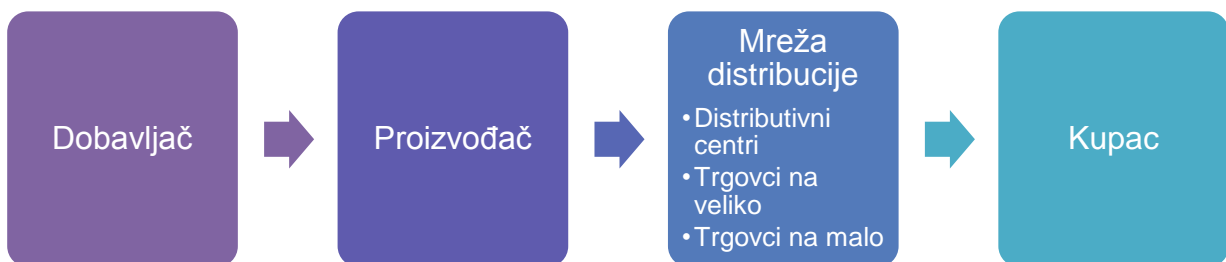 Dobavljač
Proizvođač
Mreža
distribucije
•Distributivni
centri
•Trgovci na
veliko
•Trgovci na malo
Kupac